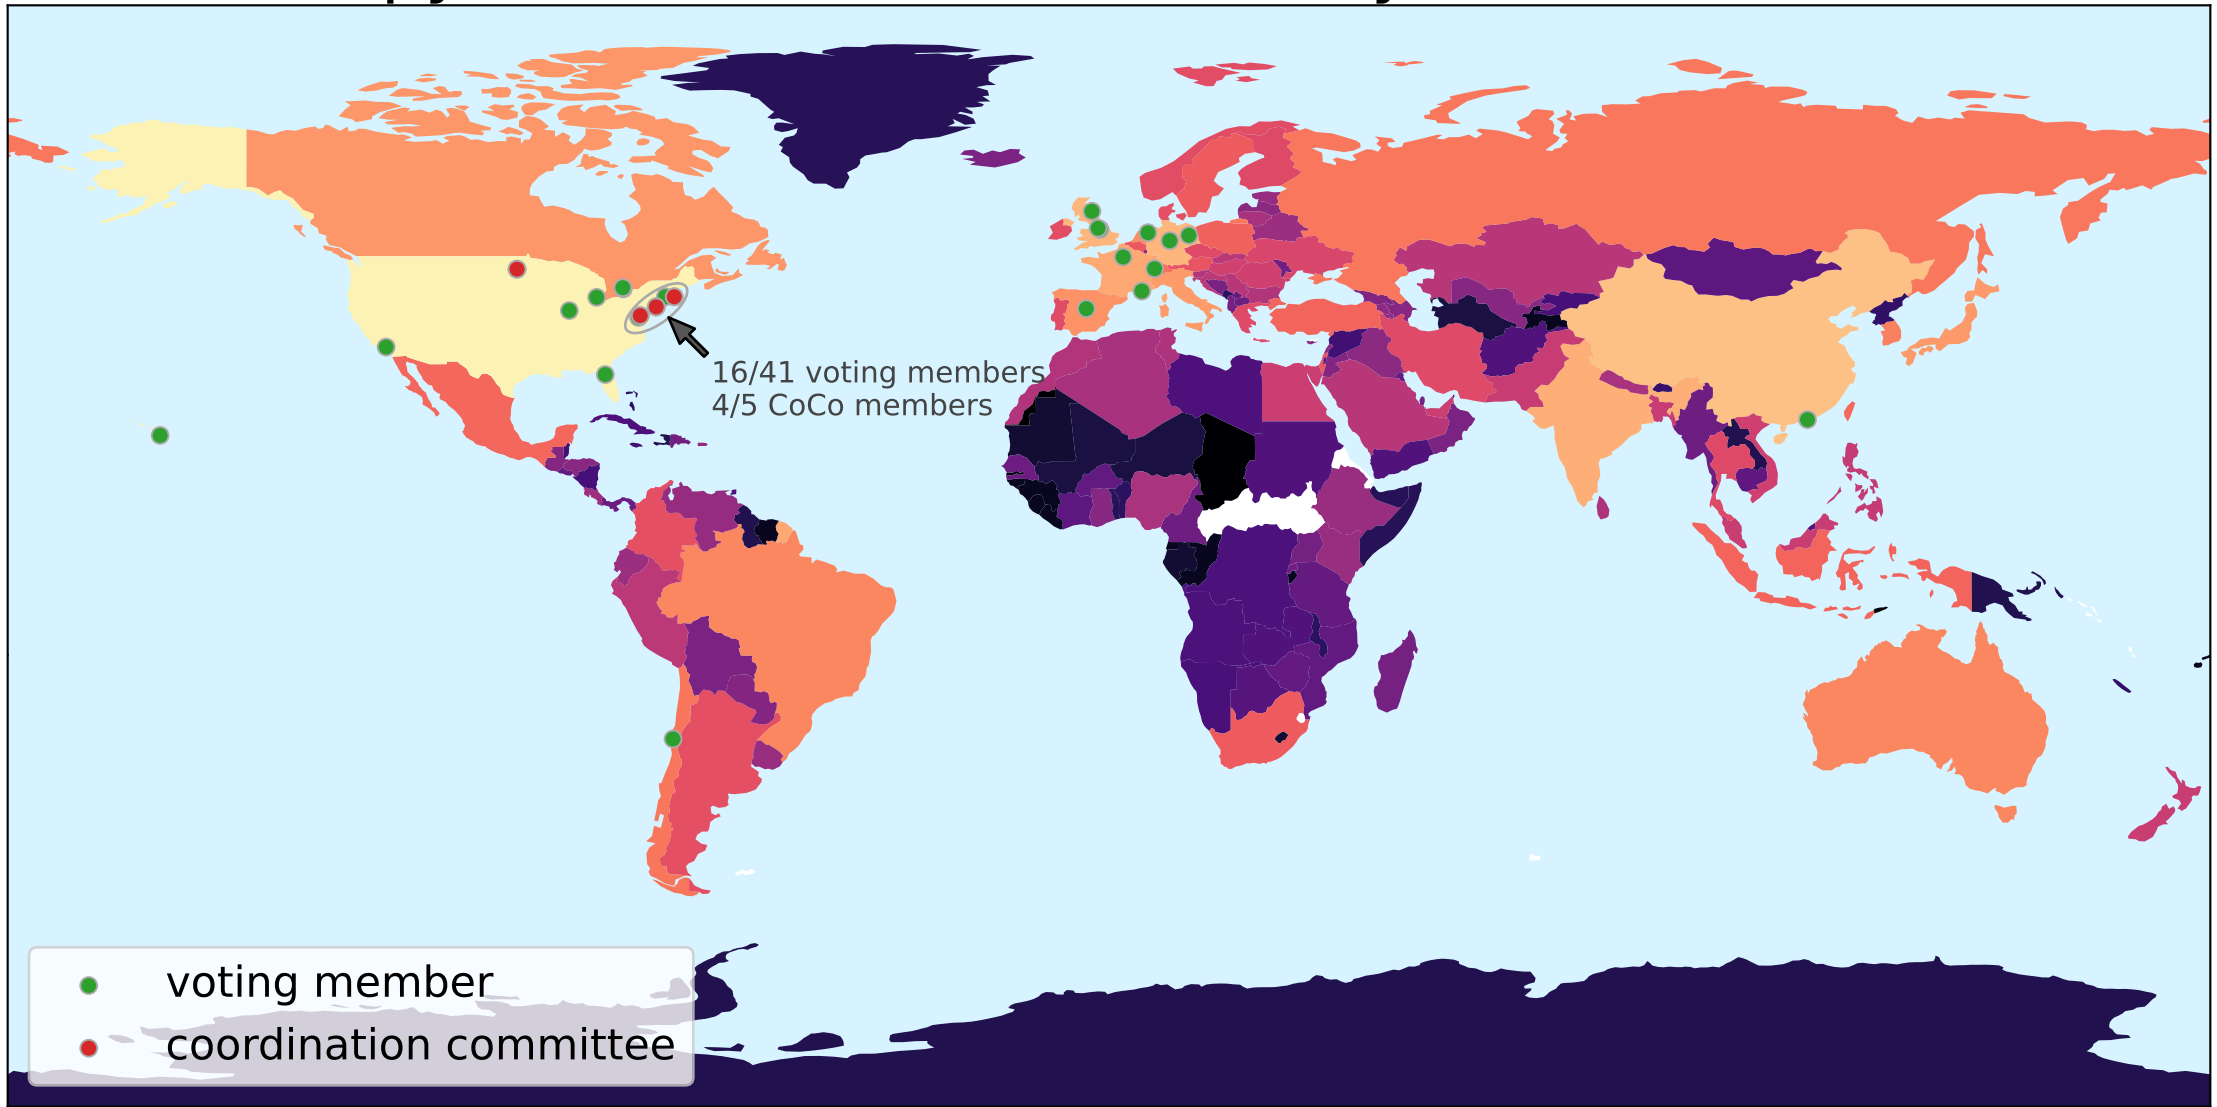 16/41 voting members
4/5 CoCo members
voting member
coordination committee